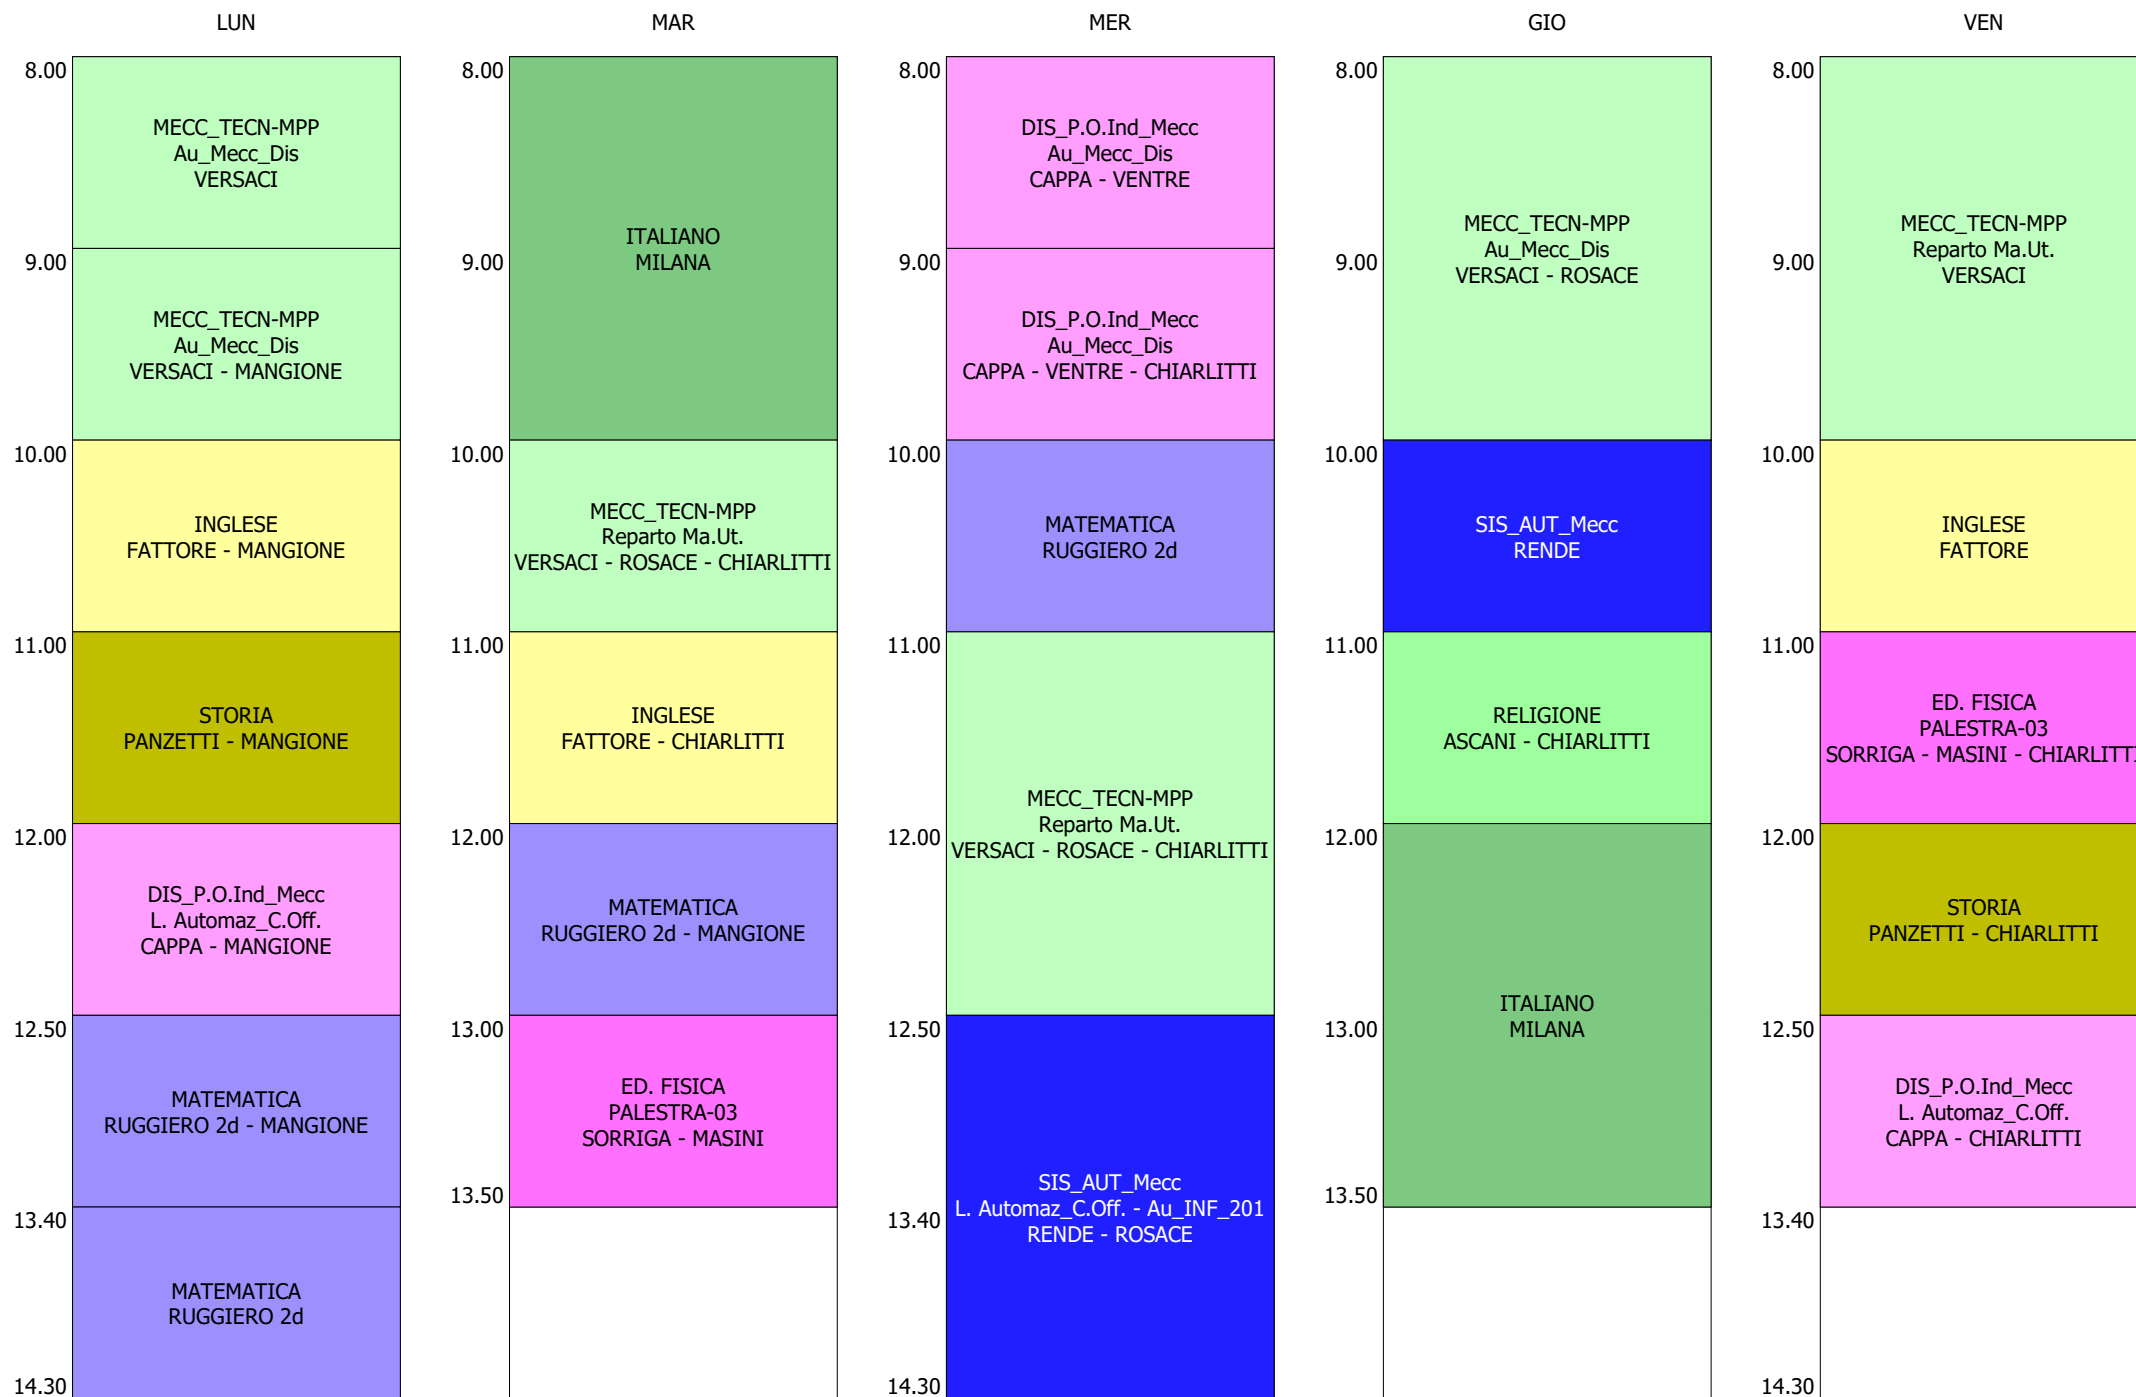 LUN
8.00
MECC_TECN-MPP
Au_Mecc_Dis
VERSACI
9.00
MECC_TECN-MPP
Au_Mecc_Dis
VERSACI - MANGIONE
10.00
INGLESE
FATTORE - MANGIONE
11.00
STORIA
PANZETTI - MANGIONE
12.00
DIS_P.O.Ind_Mecc
L. Automaz_C.Off.
CAPPA - MANGIONE
12.50
MATEMATICA
RUGGIERO 2d - MANGIONE
13.40
MATEMATICA
RUGGIERO 2d
14.30
MAR
8.00
ITALIANO
MILANA
9.00
10.00
MECC_TECN-MPP
Reparto Ma.Ut.
VERSACI - ROSACE - CHIARLITTI
11.00
INGLESE
FATTORE - CHIARLITTI
12.00
MATEMATICA
RUGGIERO 2d - MANGIONE
13.00
ED. FISICA
PALESTRA-03
SORRIGA - MASINI
13.50
MER
8.00
DIS_P.O.Ind_Mecc
Au_Mecc_Dis
CAPPA - VENTRE
9.00
DIS_P.O.Ind_Mecc
Au_Mecc_Dis
CAPPA - VENTRE - CHIARLITTI
10.00
MATEMATICA
RUGGIERO 2d
11.00
MECC_TECN-MPP
Reparto Ma.Ut.
12.00
VERSACI - ROSACE - CHIARLITTI
12.50
SIS_AUT_Mecc
L. Automaz_C.Off. - Au_INF_201
13.40
RENDE - ROSACE
14.30
GIO
8.00
MECC_TECN-MPP
Au_Mecc_Dis
9.00
VERSACI - ROSACE
10.00
SIS_AUT_Mecc
RENDE
11.00
RELIGIONE
ASCANI - CHIARLITTI
12.00
ITALIANO
MILANA
13.00
13.50
VEN
8.00
MECC_TECN-MPP
Reparto Ma.Ut.
9.00
VERSACI
10.00
INGLESE
FATTORE
11.00
ED. FISICA
PALESTRA-03
SORRIGA - MASINI - CHIARLITTI
12.00
STORIA
PANZETTI - CHIARLITTI
12.50
DIS_P.O.Ind_Mecc
L. Automaz_C.Off.
CAPPA - CHIARLITTI
13.40
14.30